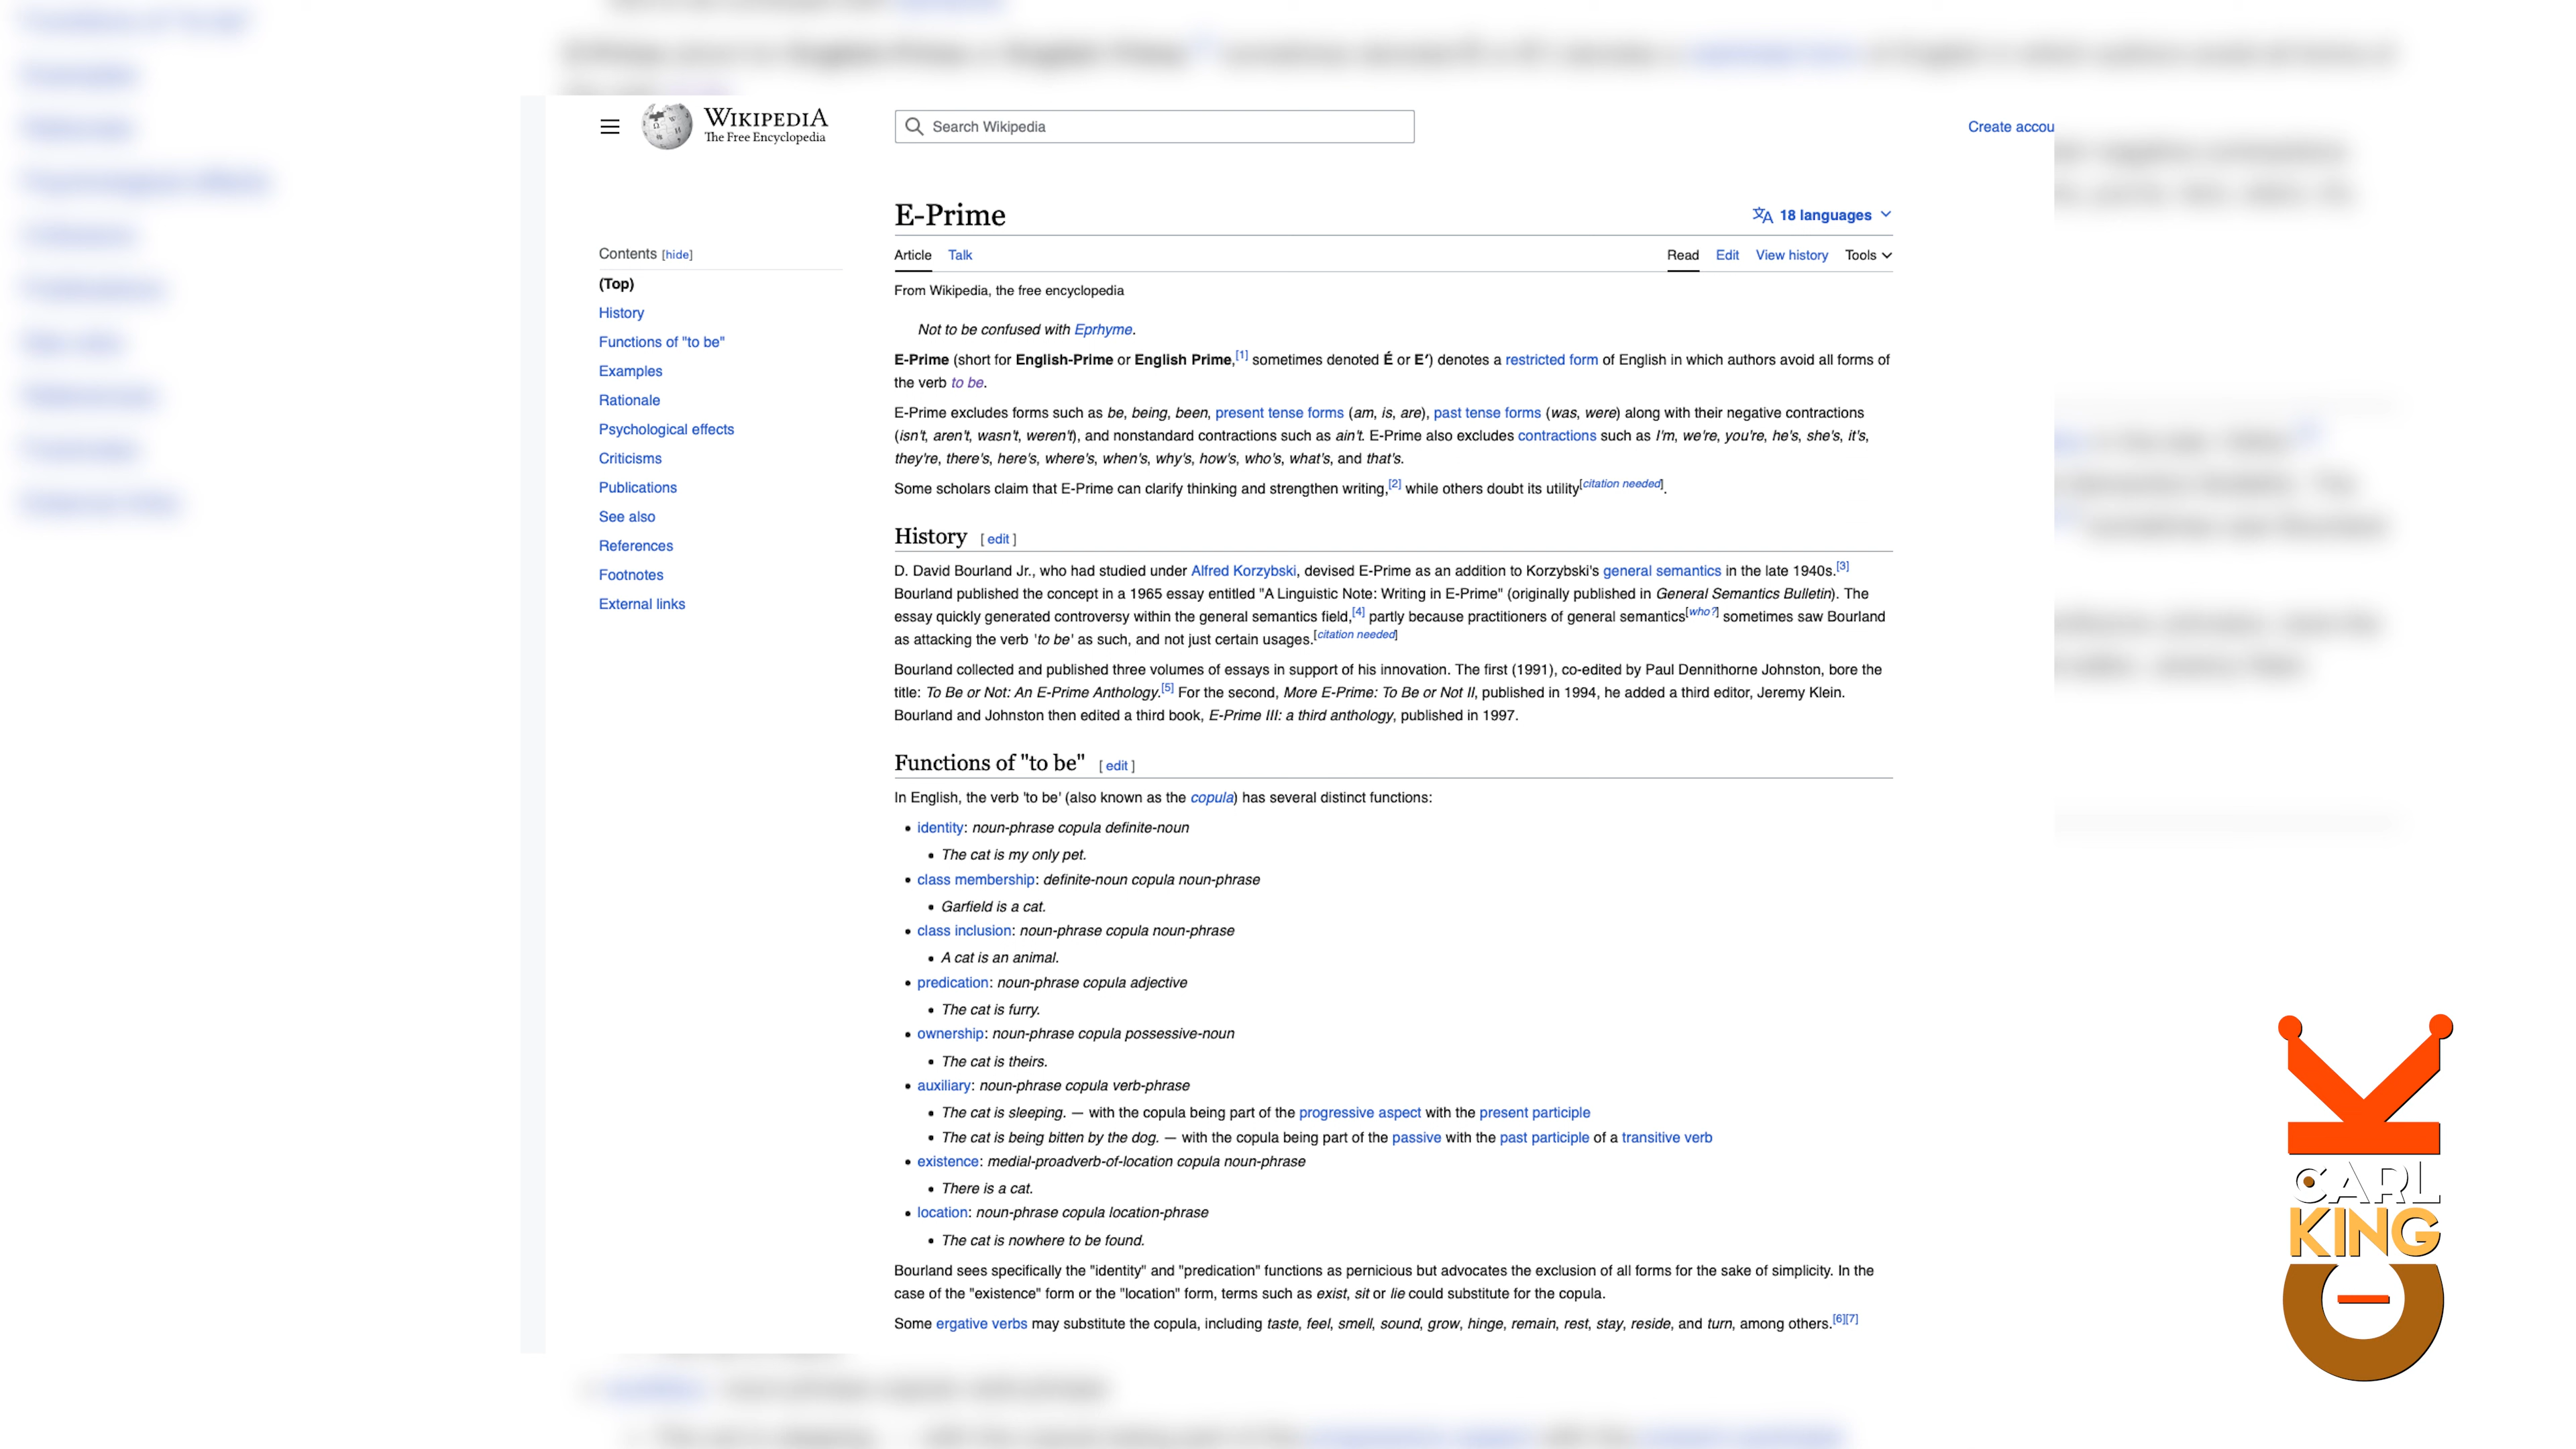 WIKIPEDIA
The Free Encyclopedia
Search Wikipedia
Create accou
E-Prime
18 languages
Contents [hide]
(Top)
History
Functions of "to be"
Examples
Rationale
Psychological effects
Criticisms
Publications
See also
References
Footnotes
External links
Article Talk
Read Edit View history Tools
From Wikipedia, the free encyclopedia
Not to be confused with Eprhyme.
E-Prime (short for English-Prime or English Prime,[1] sometimes denoted É or E′) denotes a restricted form of English in which authors avoid all forms of
the verb to be.
E-Prime excludes forms such as be, being, been, present tense forms (am, is, are), past tense forms (was, were) along with their negative contractions
(isn't, aren't, wasn't, weren't), and nonstandard contractions such as ain't. E-Prime also excludes contractions such as I'm, we're, you're, he's, she's, it's,
they're, there's, here's, where's, when's, why's, how's, who's, what's, and that's.
Some scholars claim that E-Prime can clarify thinking and strengthen writing,[2] while others doubt its utility[citation needed].
History [ edit ]
D. David Bourland Jr., who had studied under Alfred Korzybski, devised E-Prime as an addition to Korzybski's general semantics in the late 1940s.[3]
Bourland published the concept in a 1965 essay entitled "A Linguistic Note: Writing in E-Prime" (originally published in General Semantics Bulletin). The
essay quickly generated controversy within the general semantics field,[4] partly because practitioners of general semantics[who?] sometimes saw Bourland
as attacking the verb 'to be' as such, and not just certain usages.[citation needed]
Bourland collected and published three volumes of essays in support of his innovation. The first (1991), co-edited by Paul Dennithorne Johnston, bore the
title: To Be or Not: An E-Prime Anthology.[5] For the second, More E-Prime: To Be or Not II, published in 1994, he added a third editor, Jeremy Klein.
Bourland and Johnston then edited a third book, E-Prime III: a third anthology, published in 1997.
Functions of "to be" [ edit ]
In English, the verb 'to be' (also known as the copula) has several distinct functions:
• identity: noun-phrase copula definite-noun
• The cat is my only pet.
• class membership: definite-noun copula noun-phrase
• Garfield is a cat.
• class inclusion: noun-phrase copula noun-phrase
• A cat is an animal.
• predication: noun-phrase copula adjective
• The cat is furry.
• ownership: noun-phrase copula possessive-noun
• The cat is theirs.
• auxiliary: noun-phrase copula verb-phrase
• The cat is sleeping. — with the copula being part of the progressive aspect with the present participle
• The cat is being bitten by the dog. — with the copula being part of the passive with the past participle of a transitive verb
• existence: medial-proadverb-of-location copula noun-phrase
• There is a cat.
• location: noun-phrase copula location-phrase
• The cat is nowhere to be found.
Bourland sees specifically the "identity" and "predication" functions as pernicious but advocates the exclusion of all forms for the sake of simplicity. In the
case of the "existence" form or the "location" form, terms such as exist, sit or lie could substitute for the copula.
Some ergative verbs may substitute the copula, including taste, feel, smell, sound, grow, hinge, remain, rest, stay, reside, and turn, among others.[6][7]
CARL
KING